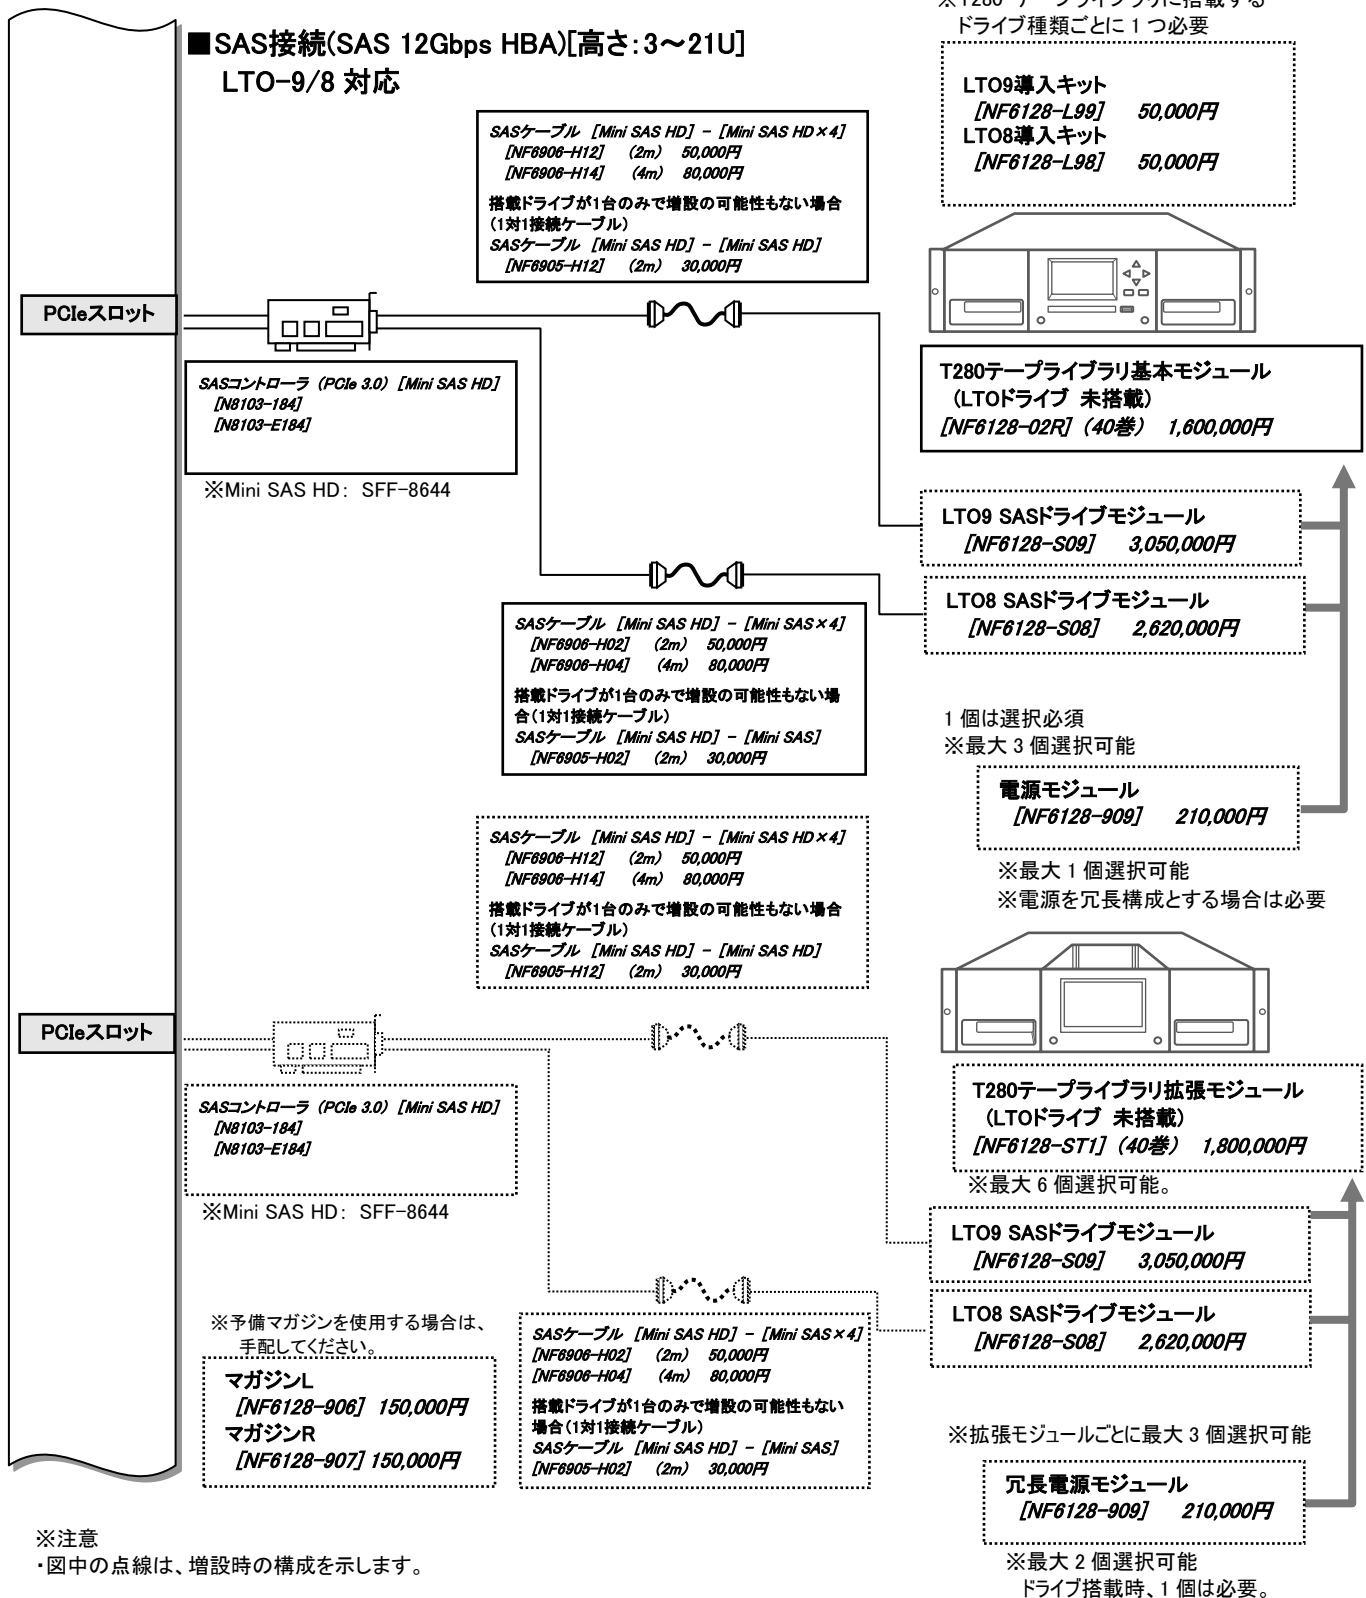 ※T280 テープライブラリに搭載する
ドライブ種類ごとに 1 つ必要
■SAS接続(SAS 12Gbps HBA)[高さ:3～21U]
LTO-9/8 対応
LTO9導入キット
[NF6128-L99] 50,000円
LTO8導入キット
[NF6128-L98] 50,000円
SASケーブル [Mini SAS HD] - [Mini SAS HD×4]
[NF6906-H12] (2m) 50,000円
[NF6906-H14] (4m) 80,000円
搭載ドライブが1台のみで増設の可能性もない場合
(1対1接続ケーブル)
SASケーブル [Mini SAS HD] - [Mini SAS HD]
[NF6905-H12] (2m) 30,000円
PCIeスロット
SASコントローラ (PCIe 3.0) [Mini SAS HD]
[N8103-184]
[N8103-E184]
※Mini SAS HD: SFF-8644
T280テープライブラリ基本モジュール
(LTOドライブ 未搭載)
[NF6128-02R] (40巻) 1,600,000円
LTO9 SASドライブモジュール
[NF6128-S09] 3,050,000円
LTO8 SASドライブモジュール
[NF6128-S08] 2,620,000円
SASケーブル [Mini SAS HD] - [Mini SAS×4]
[NF6906-H02] (2m) 50,000円
[NF6906-H04] (4m) 80,000円
搭載ドライブが1台のみで増設の可能性もない場
合(1対1接続ケーブル)
SASケーブル [Mini SAS HD] - [Mini SAS]
[NF6905-H02] (2m) 30,000円
1 個は選択必須
※最大 3 個選択可能
電源モジュール
[NF6128-909] 210,000円
※最大 1 個選択可能
※電源を冗長構成とする場合は必要
SASケーブル [Mini SAS HD] - [Mini SAS HD×4]
[NF6906-H12] (2m) 50,000円
[NF6906-H14] (4m) 80,000円
搭載ドライブが1台のみで増設の可能性もない場合
(1対1接続ケーブル)
SASケーブル [Mini SAS HD] - [Mini SAS HD]
[NF6905-H12] (2m) 30,000円
PCIeスロット
SASコントローラ (PCIe 3.0) [Mini SAS HD]
[N8103-184]
[N8103-E184]
※Mini SAS HD: SFF-8644
T280テープライブラリ拡張モジュール
(LTOドライブ 未搭載)
[NF6128-ST1] (40巻) 1,800,000円
※最大 6 個選択可能。
LTO9 SASドライブモジュール
[NF6128-S09] 3,050,000円
LTO8 SASドライブモジュール
[NF6128-S08] 2,620,000円
※予備マガジンを使用する場合は、
手配してください。
マガジンL
[NF6128-906] 150,000円
マガジンR
[NF6128-907] 150,000円
SASケーブル [Mini SAS HD] - [Mini SAS×4]
[NF6906-H02] (2m) 50,000円
[NF6906-H04] (4m) 80,000円
搭載ドライブが1台のみで増設の可能性もない
場合(1対1接続ケーブル)
SASケーブル [Mini SAS HD] - [Mini SAS]
[NF6905-H02] (2m) 30,000円
※拡張モジュールごとに最大 3 個選択可能
冗長電源モジュール
[NF6128-909] 210,000円
※最大 2 個選択可能
ドライブ搭載時、1 個は必要。
※注意
・図中の点線は、増設時の構成を示します。